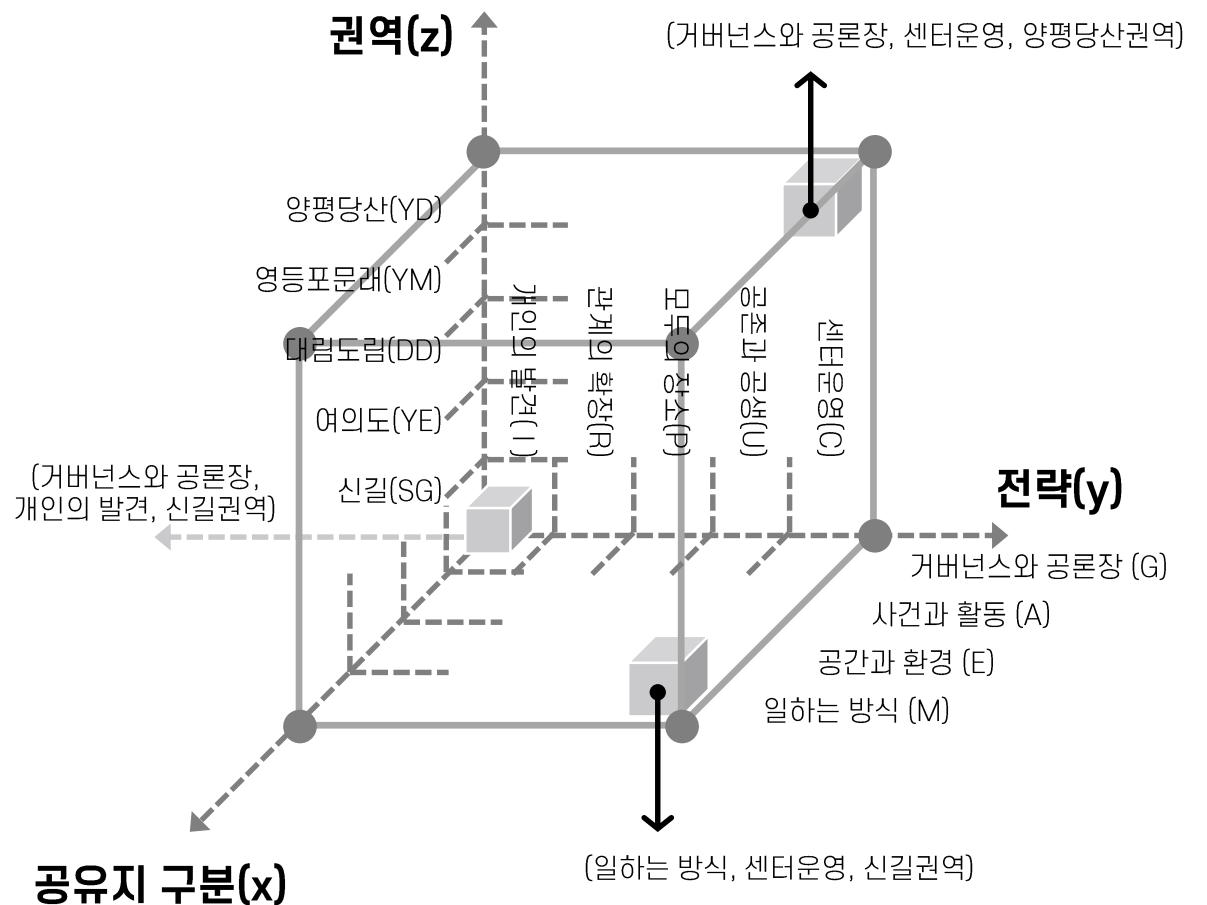 권역(z)
(거버넌스와 공론장, 센터운영, 양평당산권역)
양평당산(YD)
영등포문래(YM)
대림도림(DD)
여의도(YE)
신길(SG)
개인의 발견( I )
관계의 확장(R)
모두의 장소(P)
공존과 공생(U)
센터운영(C)
(거버넌스와 공론장,
개인의 발견, 신길권역)
전략(y)
거버넌스와 공론장 (G)
사건과 활동 (A)
공간과 환경 (E)
일하는 방식 (M)
공유지 구분(x)
(일하는 방식, 센터운영, 신길권역)